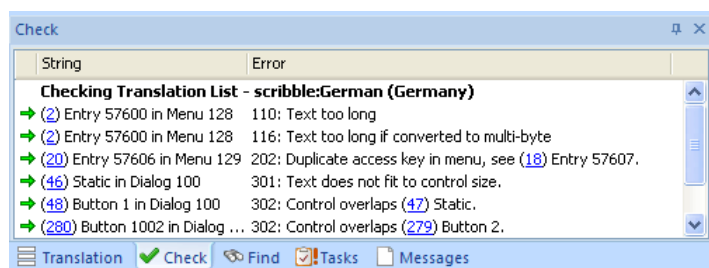 Check
String Error
Checking Translation List - scribble:German (Germany)
(2) Entry 57600 in Menu 128 110: Text too long
(2) Entry 57600 in Menu 128 116: Text too long if converted to multi-byte
(20) Entry 57606 in Menu 129 202: Duplicate access key in menu, see (18) Entry 57607.
(46) Static in Dialog 100 301: Text does not fit to control size.
(48) Button 1 in Dialog 100 302: Control overlaps (47) Static.
(280) Button 1002 in Dialog ... 302: Control overlaps (279) Button 2.
Translation Check Find Tasks Messages